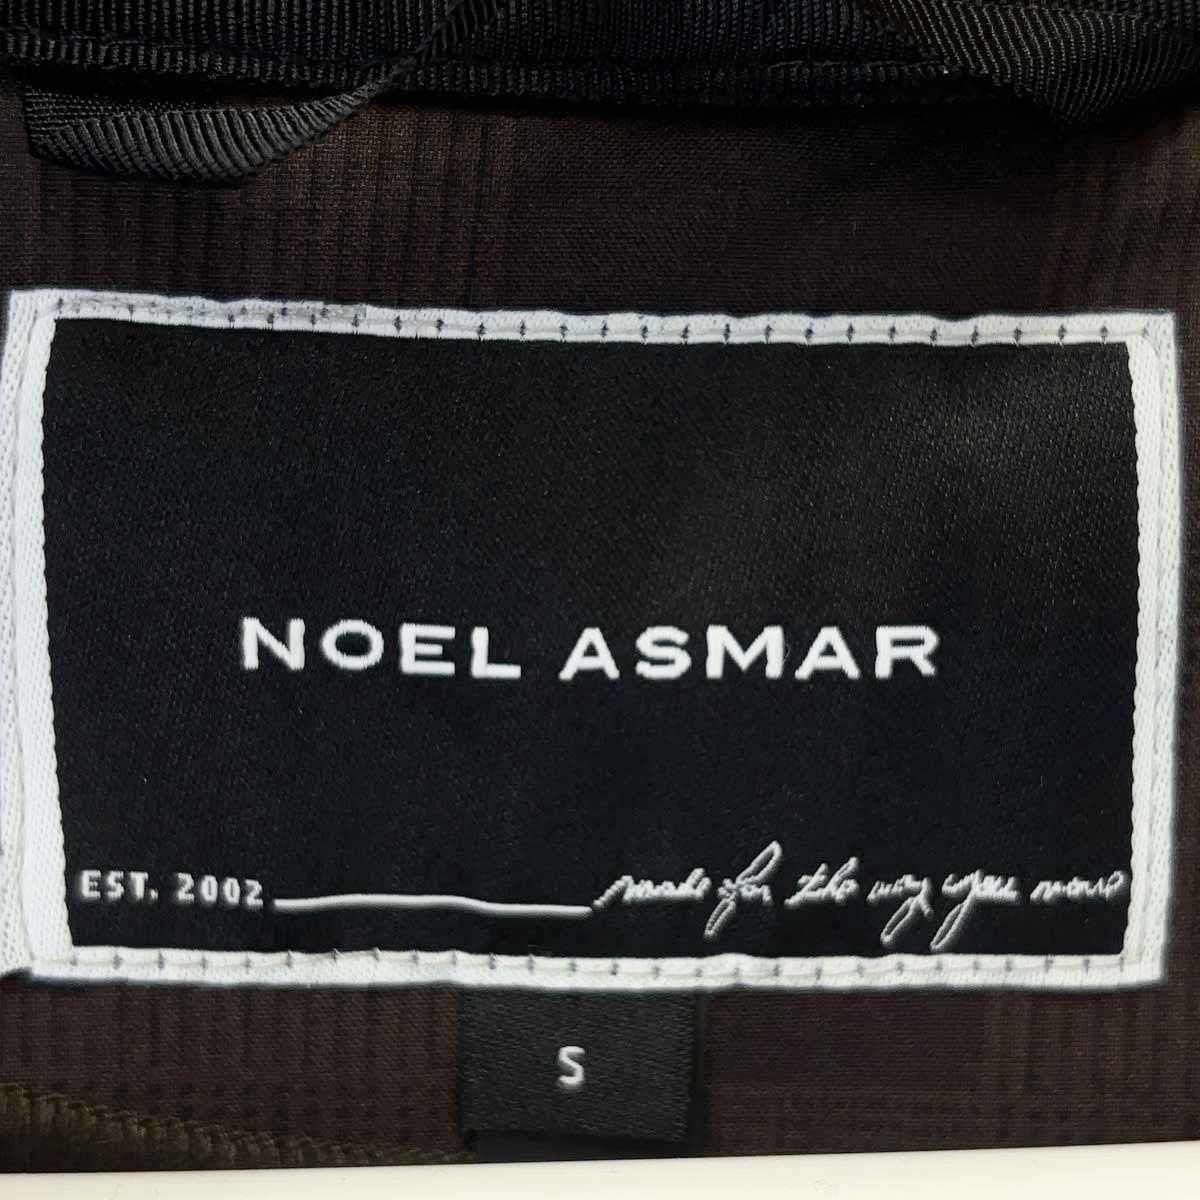 NOEL ASMAR
EST. 2002 made for the way you move
S